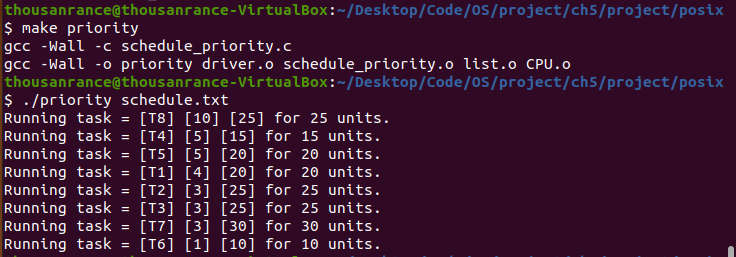 thousanrance@thousanrance-VirtualBox:~/Desktop/Code/OS/project/ch5/project/posix
$ make priority
gcc -Wall -c schedule_priority.c
gcc -Wall -o priority driver.o schedule_priority.o list.o CPU.o
thousanrance@thousanrance-VirtualBox:~/Desktop/Code/OS/project/ch5/project/posix
$ ./priority schedule.txt
Running task = [T8] [10] [25] for 25 units.
Running task = [T4] [5] [15] for 15 units.
Running task = [T5] [5] [20] for 20 units.
Running task = [T1] [4] [20] for 20 units.
Running task = [T2] [3] [25] for 25 units.
Running task = [T3] [3] [25] for 25 units.
Running task = [T7] [3] [30] for 30 units.
Running task = [T6] [1] [10] for 10 units.